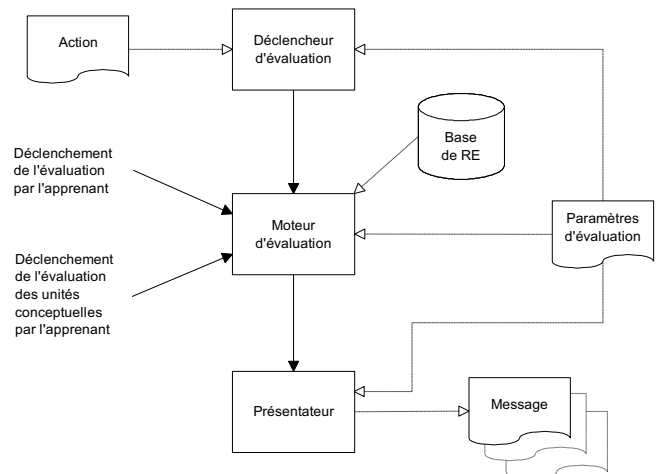 Action
Déclencheur
d'évaluation
Base
de RE
Déclenchement
de l'évaluation
par l'apprenant
Moteur
d'évaluation
Paramètres
d'évaluation
Déclenchement
de l'évaluation
des unités
conceptuelles
par l'apprenant
Présentateur
Message